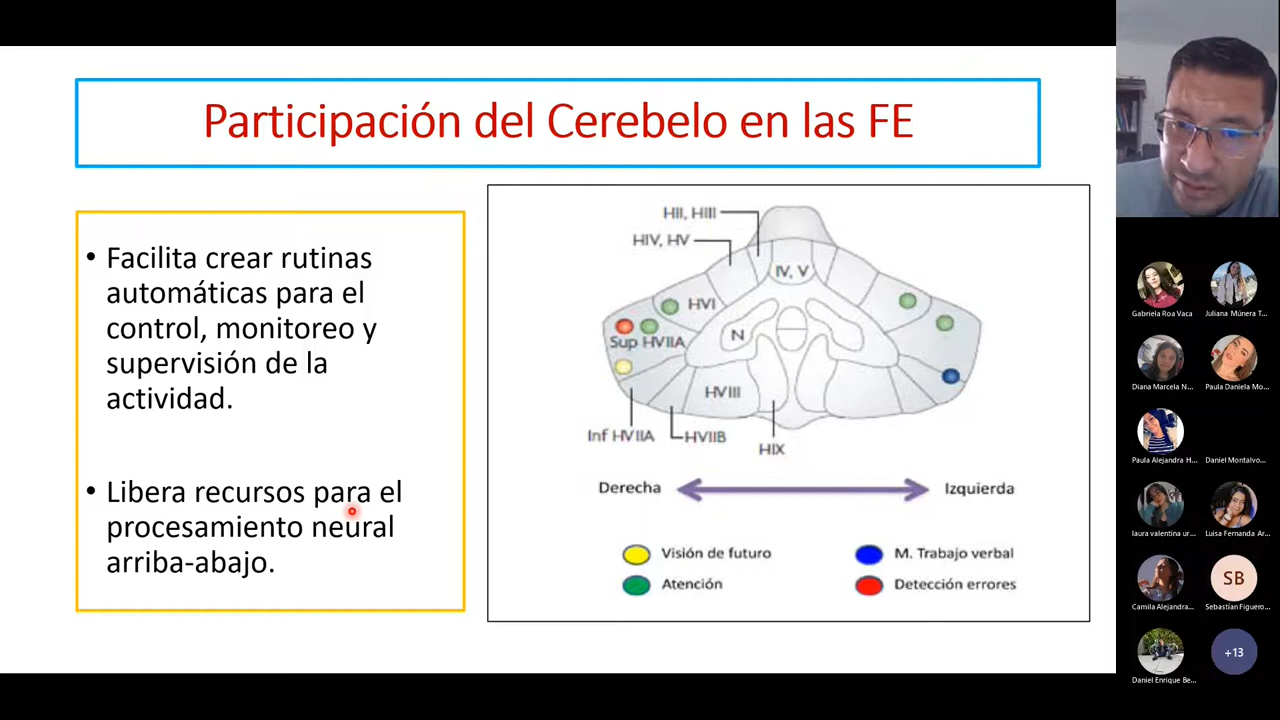 Participación del Cerebelo en las FE
• Facilita crear rutinas
automáticas para el
control, monitoreo y
supervisión de la
actividad.
• Libera recursos para el
procesamiento neural
arriba-abajo.
HII, HIII
HIV, HV
IV, V
HVI
Sup HVIIA
N
HVIII
Inf HVIIA
HVIIB
HIX
Derecha
Izquierda
Visión de futuro
M. Trabajo verbal
Atención
Detección errores
Gabriela Roa Vaca
Juliana Múnera T...
Diana Marcela N...
Paula Daniela Mo...
Paula Alejandra H...
Daniel Montalvo...
laura valentina ur...
Luisa Fernanda Ar...
Camila Alejandra...
SB
Sebastián Figuero...
Daniel Enrique Be...
+13